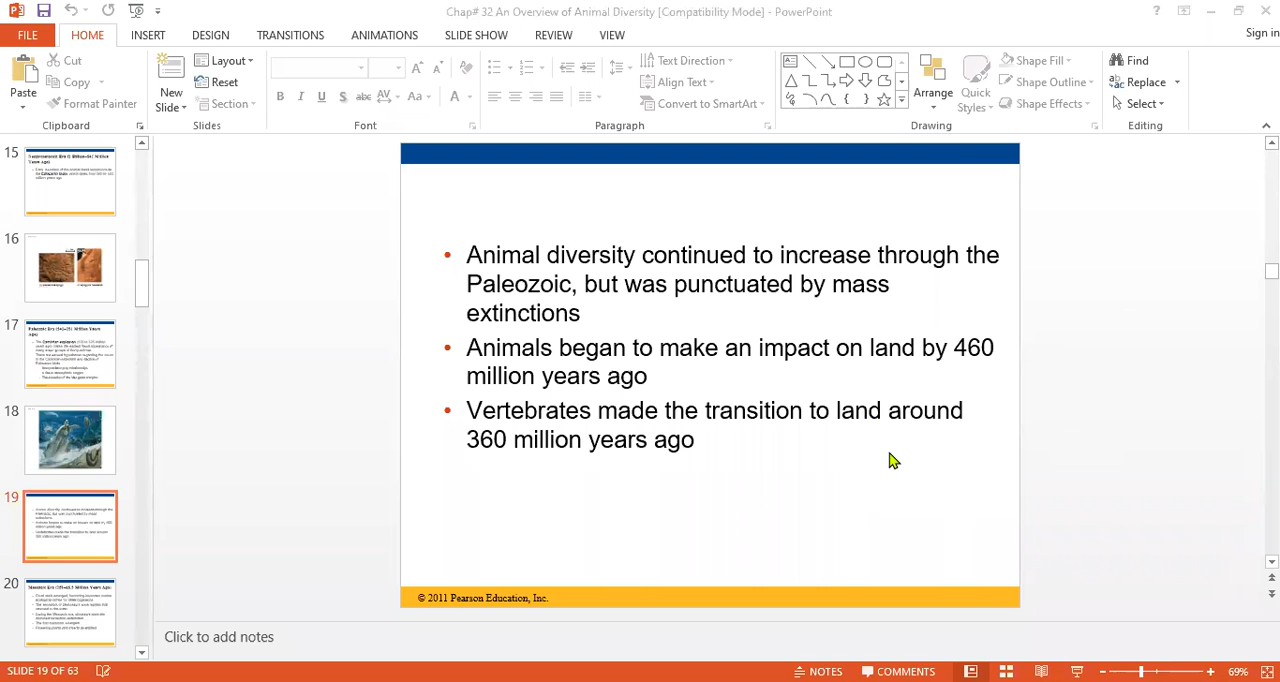 Chap# 32 An Overview of Animal Diversity [Compatibility Mode] - PowerPoint
FILE HOME INSERT DESIGN TRANSITIONS ANIMATIONS SLIDE SHOW REVIEW VIEW Sign in
Paste
Cut
Copy
Format Painter
Clipboard
New Slide
Layout
Reset
Section
Slides
B I U S abc AV Aa A
Font
Text Direction
Align Text
Convert to SmartArt
Paragraph
Arrange
Quick Styles
Shape Fill
Shape Outline
Shape Effects
Drawing
Find
Replace
Select
Editing
15
16
17
18
19
20
• Animal diversity continued to increase through the
Paleozoic, but was punctuated by mass
extinctions
• Animals began to make an impact on land by 460
million years ago
• Vertebrates made the transition to land around
360 million years ago
© 2011 Pearson Education, Inc.
Click to add notes
SLIDE 19 OF 63 NOTES COMMENTS 69%